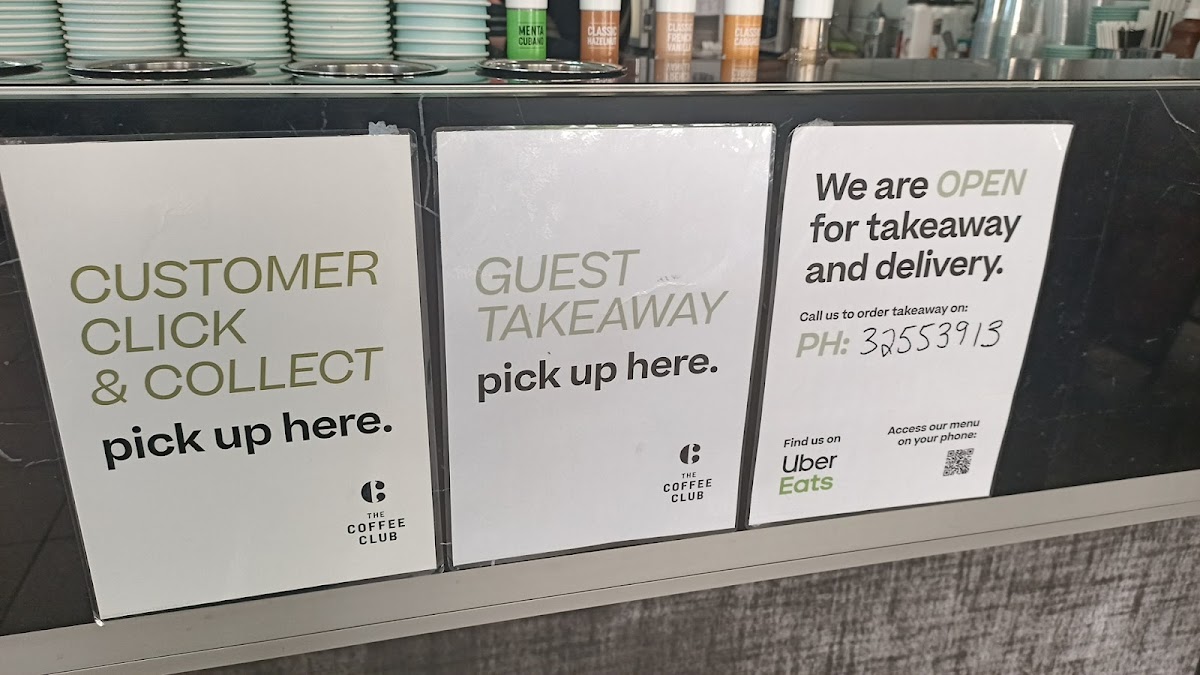 MENTA
CUBANO
CLASSIC
HAZELNUT
CLASSIC
FRENCH
VANILLA
CUSTOMER
CLICK
& COLLECT
pick up here.
THE
COFFEE
CLUB
GUEST
TAKEAWAY
pick up here.
THE
COFFEE
CLUB
We are OPEN
for takeaway
and delivery.
Call us to order takeaway on:
PH: 32553913
Find us on
Uber
Eats
Access our menu
on your phone: